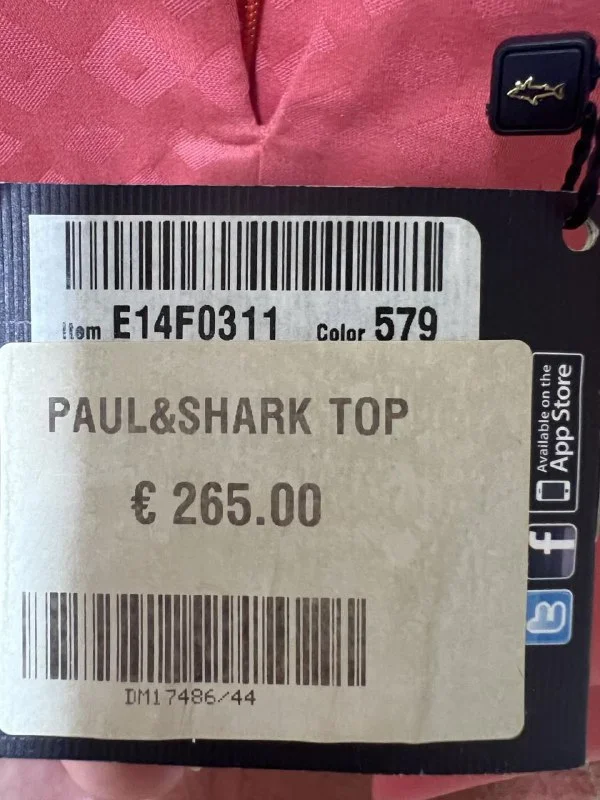 Item E14F0311 Color 579
PAUL&SHARK TOP
€ 265.00
DM17486/44
Available on the
App Store
f
t